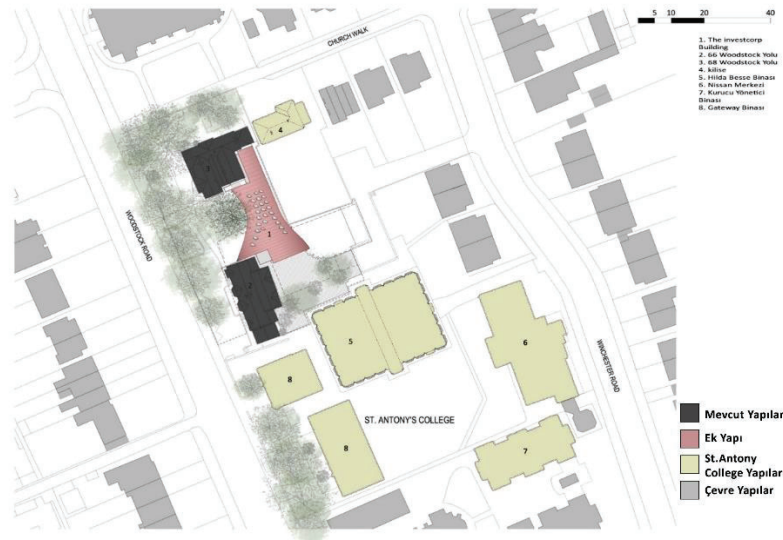 5 10 20 40
1. The investcorp
Building
2. 66 Woodstock Yolu
3. 68 Woodstock Yolu
4. kilise
5. Hilda Besse Binası
6. Nissan Merkezi
7. Kurucu Yönetici
Binası
8. Gateway Binası
CHURCH WALK
4
3
WOODSTOCK ROAD
1
2
5
6
WINCHESTER ROAD
8
ST. ANTONY'S COLLEGE
8
7
Mevcut Yapılar
Ek Yapı
St.Antony
College Yapılar
Çevre Yapılar